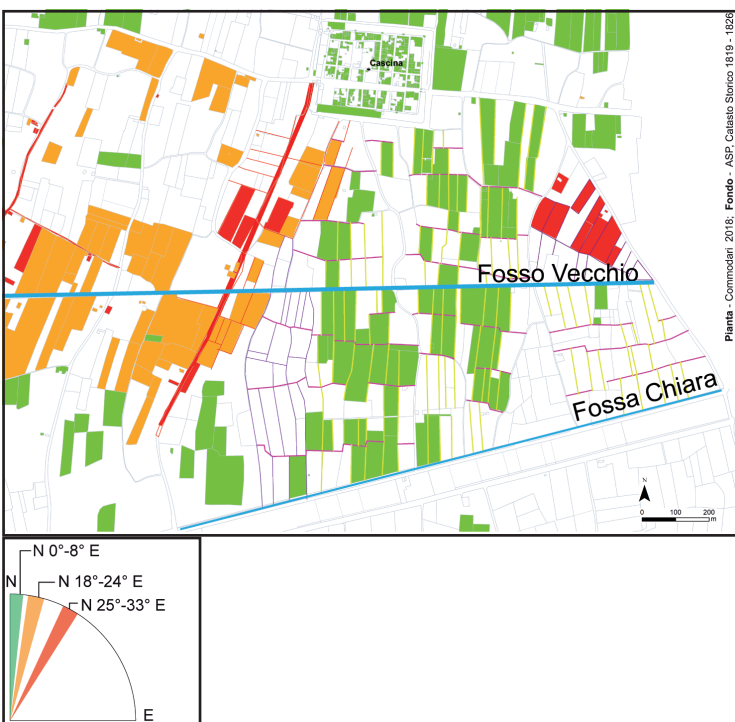 Cascina
Fosso Vecchio
Fossa Chiara
N
0 100 200
m
Pianta - Commodari 2018; Fondo - ASP, Catasto Storico 1819 - 1826
N 0°-8° E
N
N 18°-24° E
N 25°-33° E
E